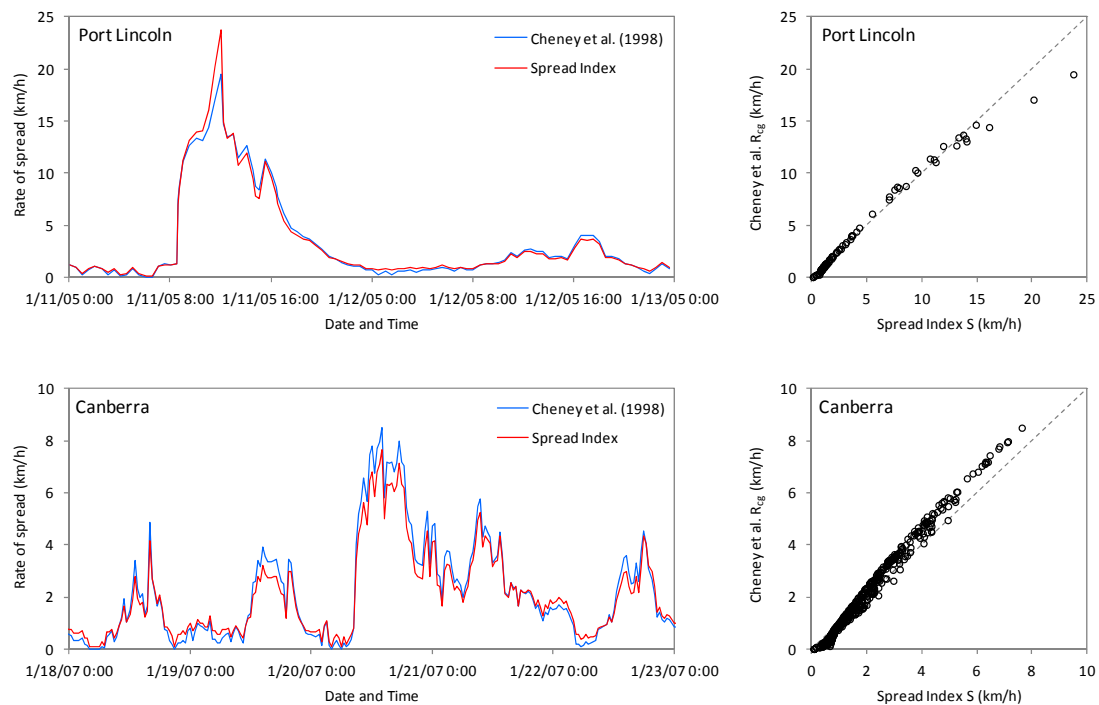 Port Lincoln
Cheney et al. (1998)
Spread Index
Rate of spread (km/h)
25
20
15
10
5
0
1/11/05 0:00 1/11/05 8:00 1/11/05 16:00 1/12/05 0:00 1/12/05 8:00 1/12/05 16:00 1/13/05 0:00
Date and Time
Port Lincoln
Cheney et al. Rcg (km/h)
25
20
15
10
5
0
0 5 10 15 20 25
Spread Index S (km/h)
Canberra
Cheney et al. (1998)
Spread Index
Rate of spread (km/h)
10
8
6
4
2
0
1/18/07 0:00 1/19/07 0:00 1/20/07 0:00 1/21/07 0:00 1/22/07 0:00 1/23/07 0:00
Date and Time
Canberra
Cheney et al. Rcg (km/h)
10
8
6
4
2
0
0 2 4 6 8 10
Spread Index S (km/h)